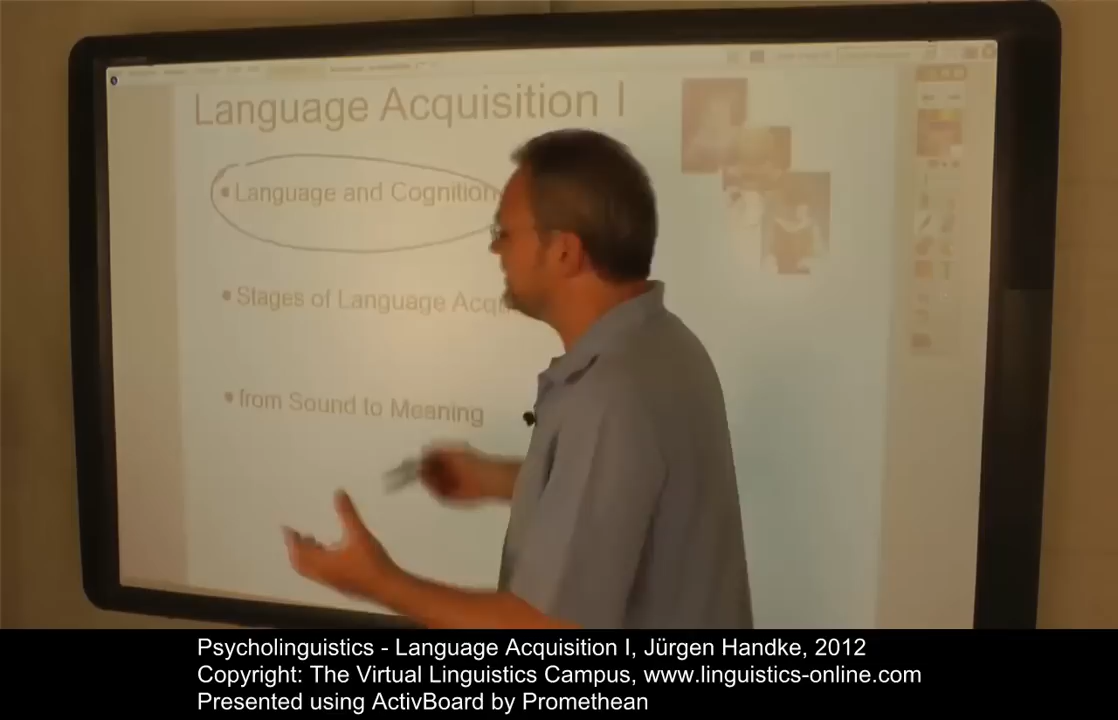 Language Acquisition I
• Language and Cognition
• Stages of Language
• from Sound to Meaning
Psycholinguistics - Language Acquisition I, Jürgen Handke, 2012
Copyright: The Virtual Linguistics Campus, www.linguistics-online.com
Presented using ActivBoard by Promethean